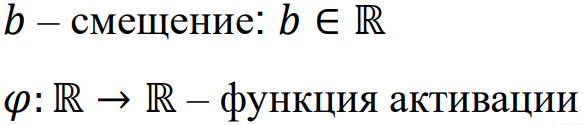 b – смещение: b ∈ ℝ
φ: ℝ → ℝ – функция активации